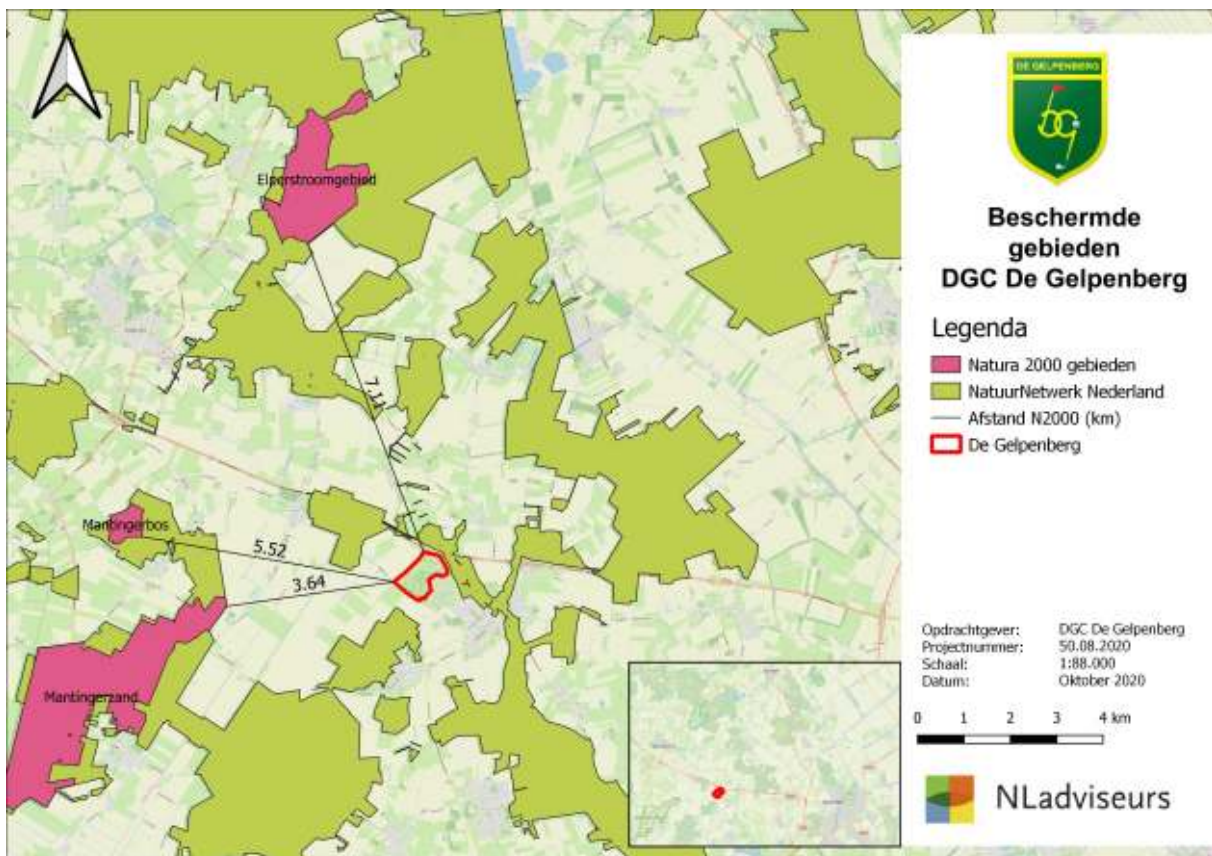 Elperstroomgebied
7.11
Mantingerbos
5.52
3.64
Mantingerzand
DE GELPENBERG
DG
Beschermde
gebieden
DGC De Gelpenberg
Legenda
Natura 2000 gebieden
NatuurNetwerk Nederland
Afstand N2000 (km)
De Gelpenberg
Opdrachtgever: DGC De Gelpenberg
Projectnummer: 50.08.2020
Schaal: 1:88.000
Datum: Oktober 2020
0 1 2 3 4 km
NLadviseurs